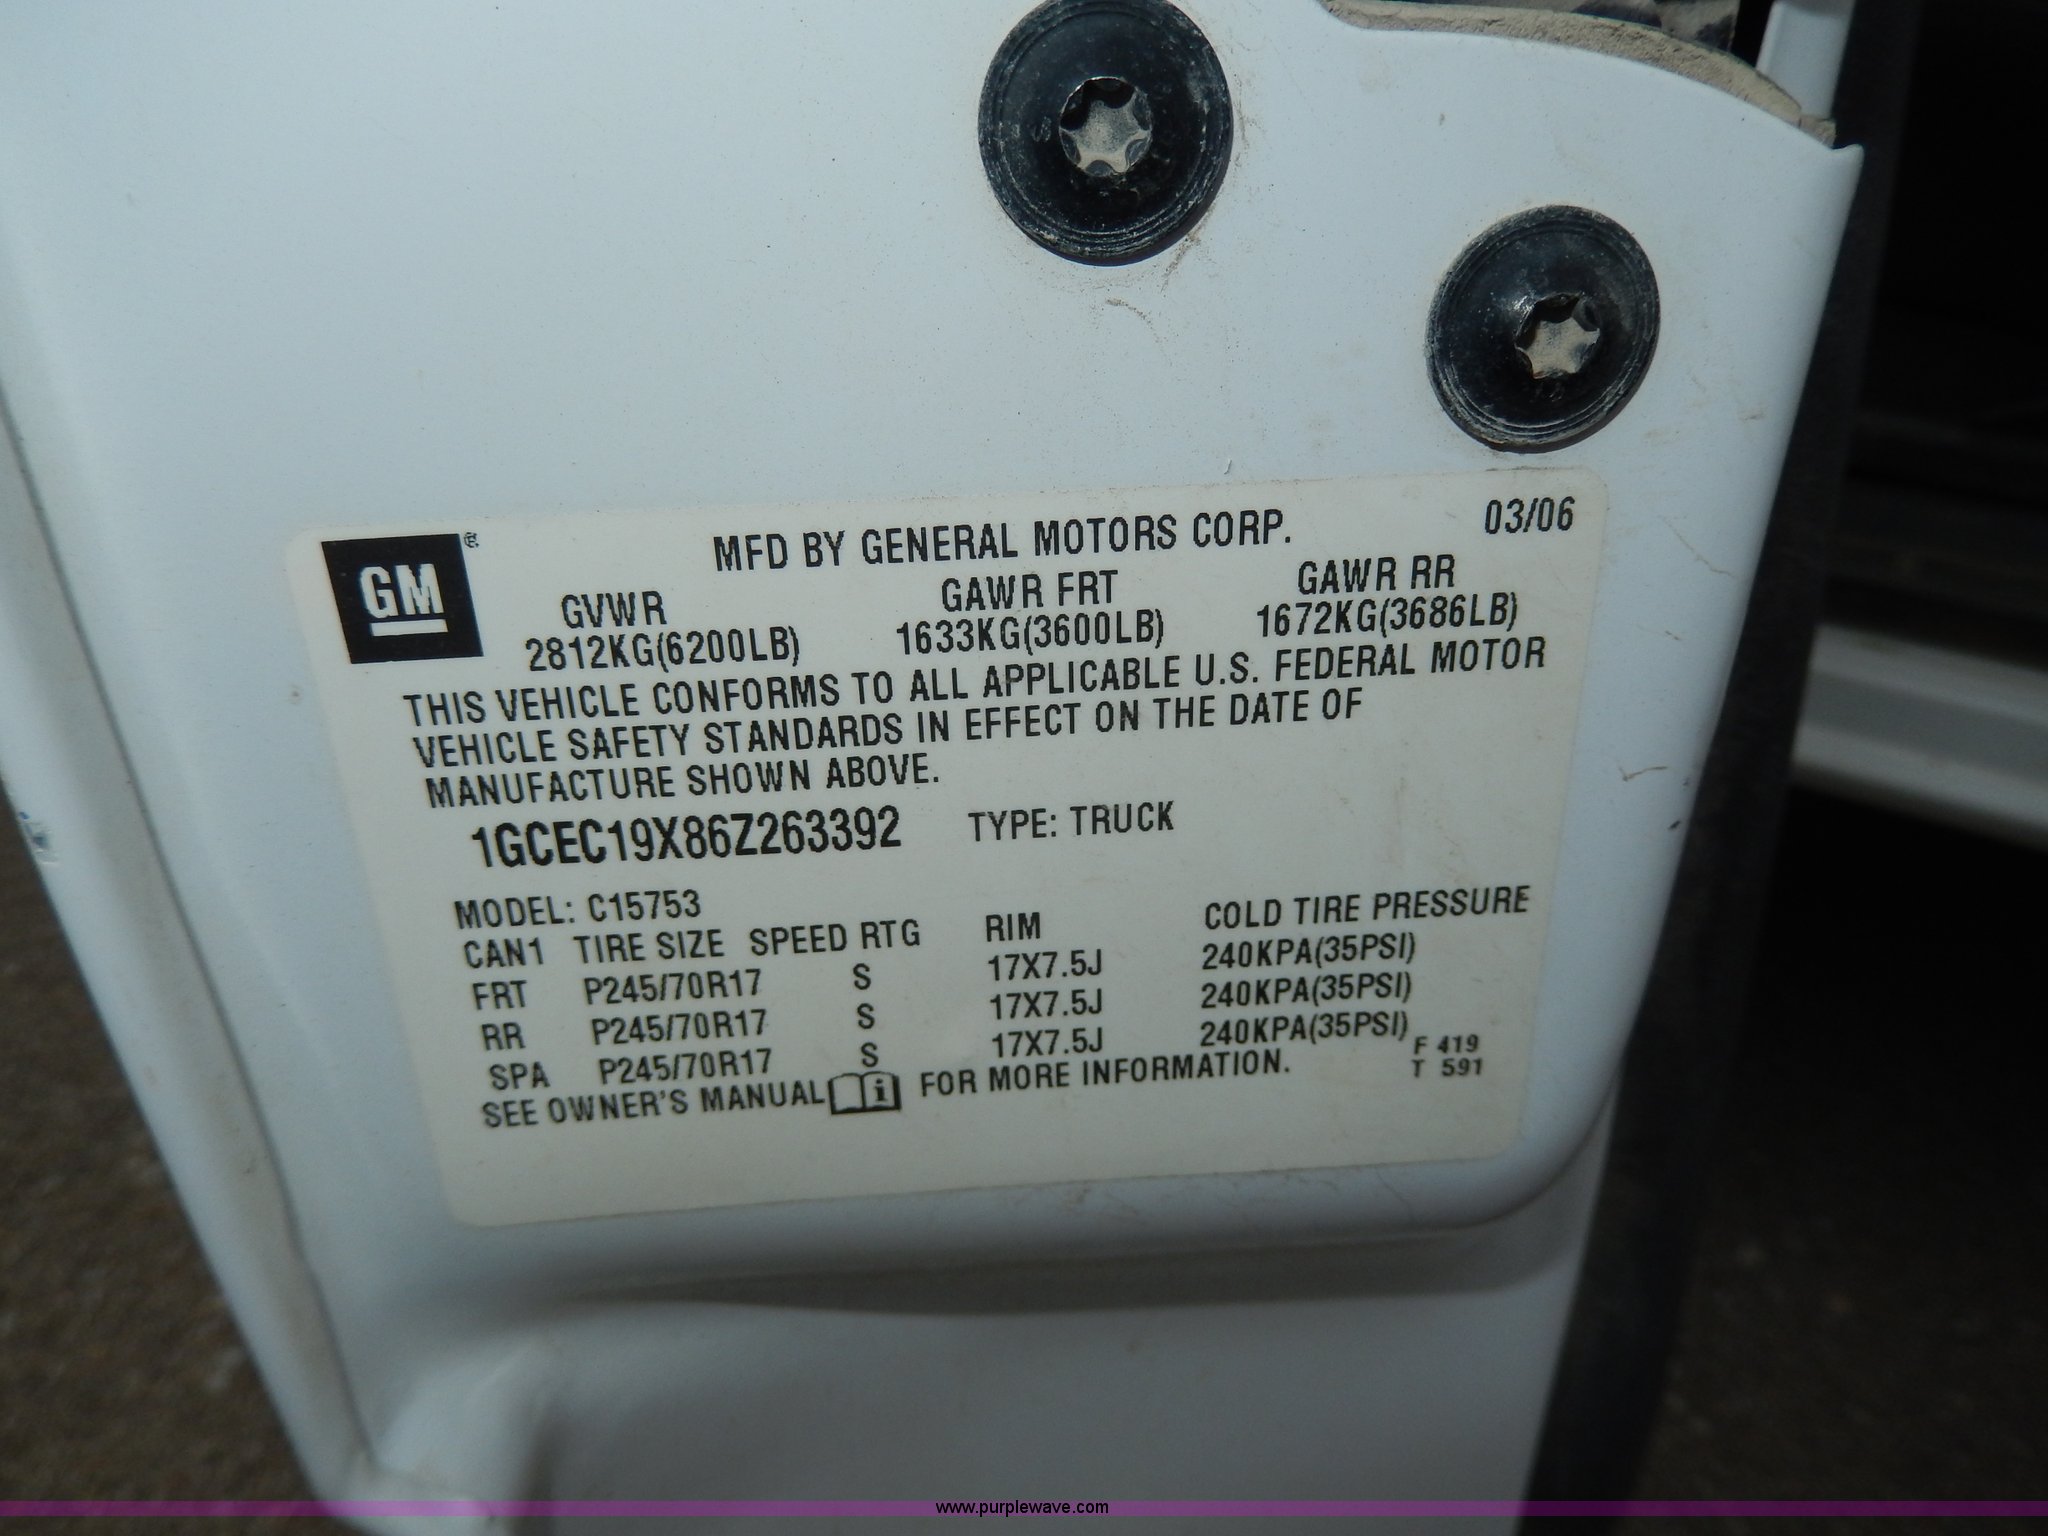 GM
MFD BY GENERAL MOTORS CORP. 03/06
GVWR GAWR FRT GAWR RR
2812KG(6200LB) 1633KG(3600LB) 1672KG(3686LB)
THIS VEHICLE CONFORMS TO ALL APPLICABLE U.S. FEDERAL MOTOR
VEHICLE SAFETY STANDARDS IN EFFECT ON THE DATE OF
MANUFACTURE SHOWN ABOVE.
1GCEC19X86Z263392 TYPE: TRUCK
MODEL: C15753
CAN1 TIRE SIZE SPEED RTG RIM COLD TIRE PRESSURE
FRT P245/70R17 S 17X7.5J 240KPA(35PSI)
RR P245/70R17 S 17X7.5J 240KPA(35PSI)
SPA P245/70R17 S 17X7.5J 240KPA(35PSI)
F 419
T 591
SEE OWNER'S MANUAL FOR MORE INFORMATION.
www.purplewave.com